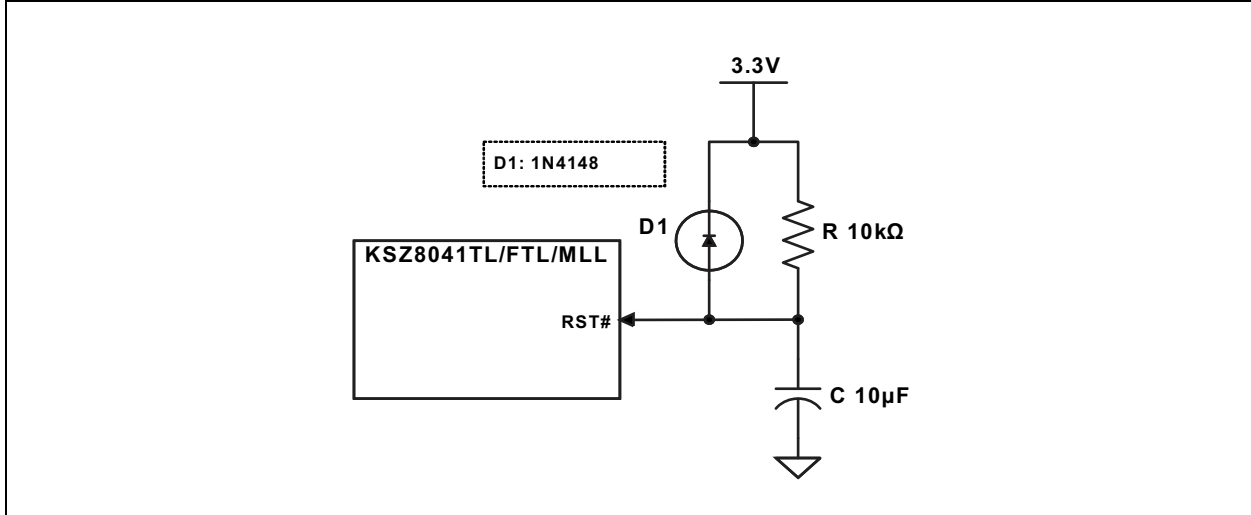 3.3V
D1: 1N4148
D1
R 10kΩ
KSZ8041TL/FTL/MLL
RST#
C 10µF